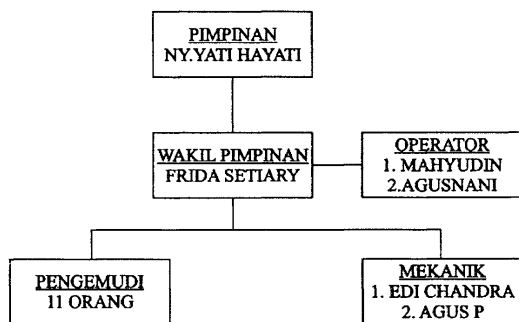 PIMPINAN
NY.YATI HAYATI
WAKIL PIMPINAN
FRIDA SETIARY
OPERATOR
1. MAHYUDIN
2.AGUSNANI
PENGEMUDI
11 ORANG
MEKANIK
1. EDI CHANDRA
2. AGUS P